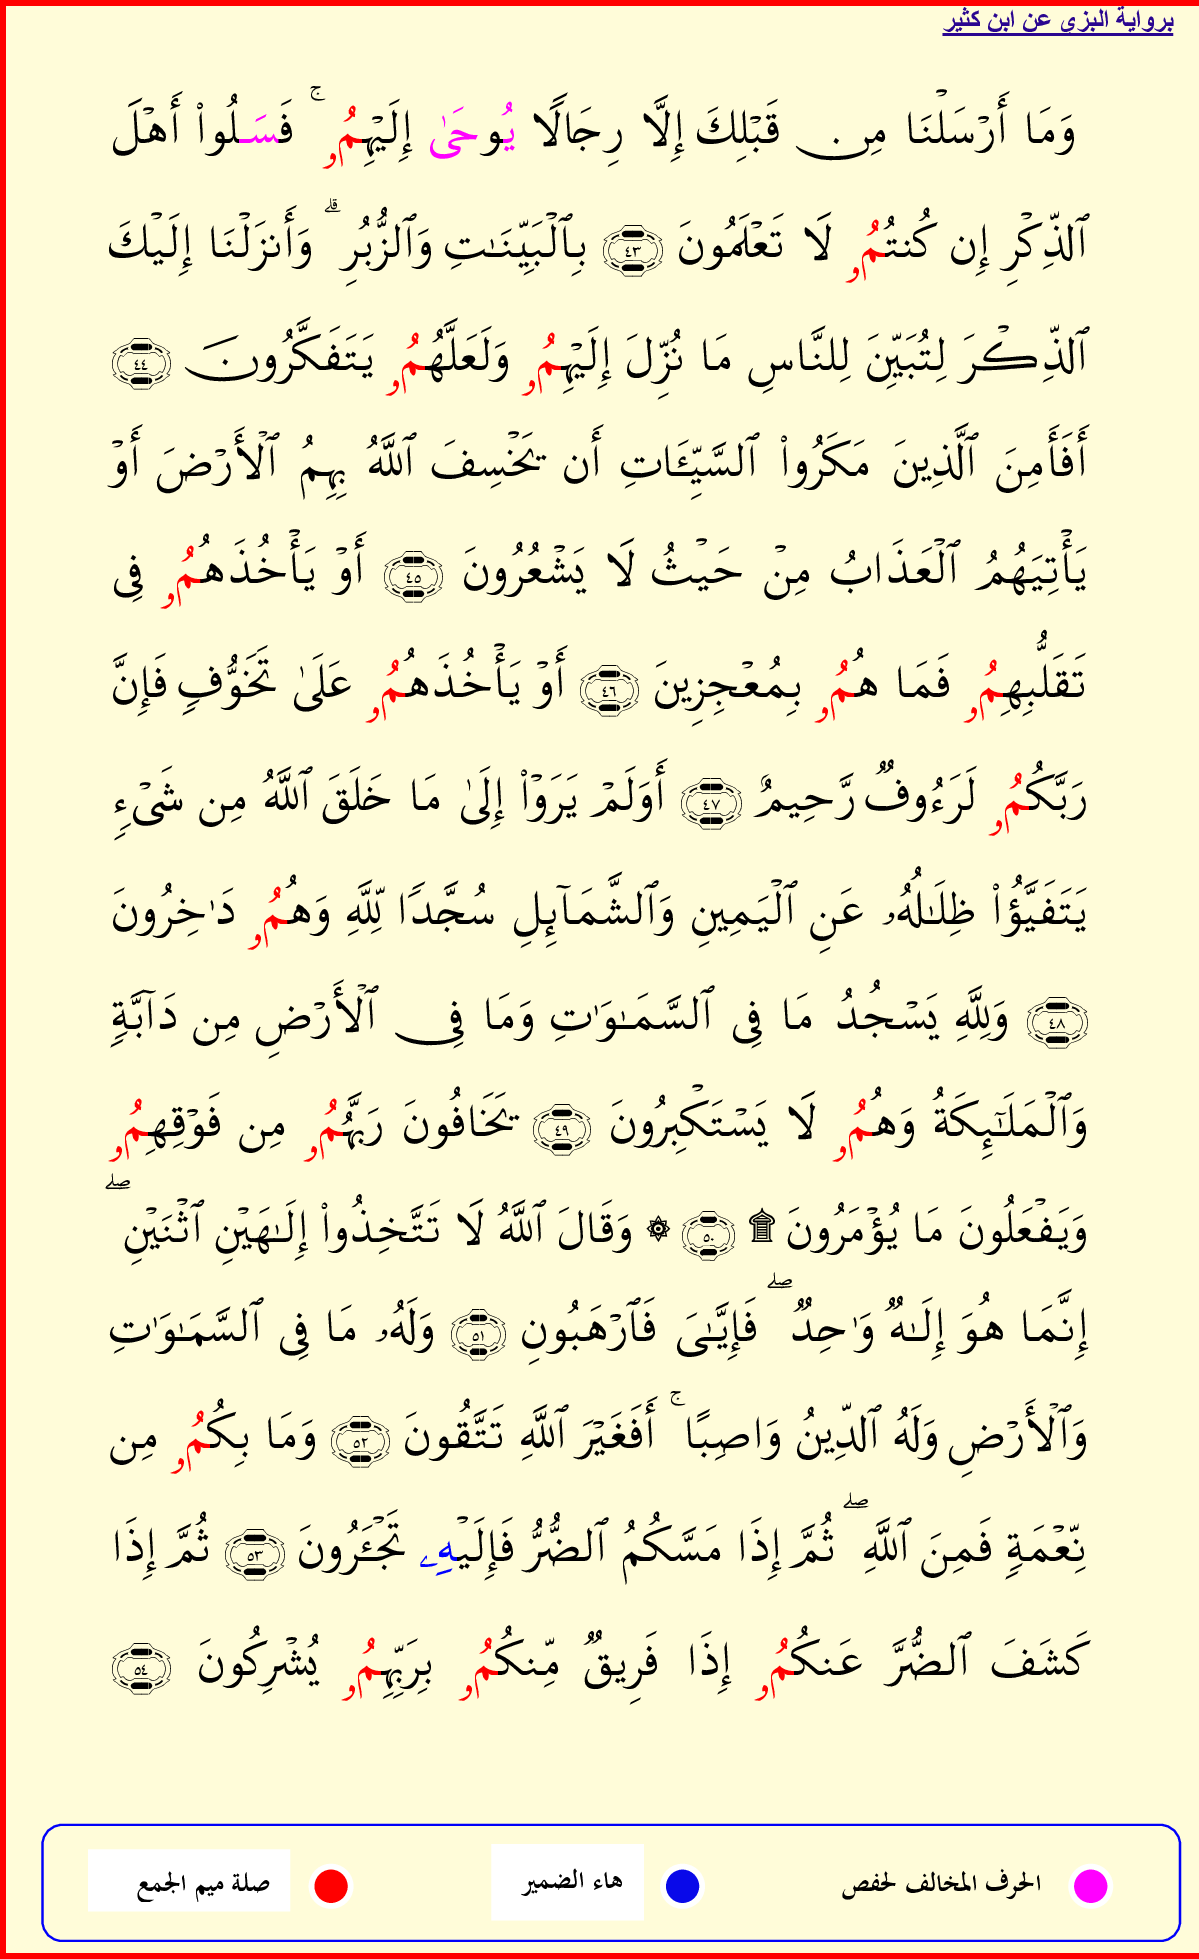 برواية البزي عن ابن كثير
وَمَا أَرْسَلْنَا مِن قَبْلِكَ إِلَّا رِجَالًا يُوحَىٰ إِلَيْهِمُۥ ۚ فَسَلُوا۟ أَهْلَ
ٱلذِّكْرِ إِن كُنتُمُۥ لَا تَعْلَمُونَ ٤٣ بِٱلْبَيِّنَـٰتِ وَٱلزُّبُرِ ۗ وَأَنزَلْنَا إِلَيْكَ
ٱلذِّكْرَ لِتُبَيِّنَ لِلنَّاسِ مَا نُزِّلَ إِلَيْهِمُۥ وَلَعَلَّهُمُۥ يَتَفَكَّرُونَ ٤٤
أَفَأَمِنَ ٱلَّذِينَ مَكَرُوا۟ ٱلسَّيِّـَٔاتِ أَن يَخْسِفَ ٱللَّهُ بِهِمُ ٱلْأَرْضَ أَوْ
يَأْتِيَهُمُ ٱلْعَذَابُ مِنْ حَيْثُ لَا يَشْعُرُونَ ٤٥ أَوْ يَأْخُذَهُمُۥ فِى
تَقَلُّبِهِمُۥ فَمَا هُمُۥ بِمُعْجِزِينَ ٤٦ أَوْ يَأْخُذَهُمُۥ عَلَىٰ تَخَوُّفٍ فَإِنَّ
رَبَّكُمُۥ لَرَءُوفٌ رَّحِيمٌ ٤٧ أَوَلَمْ يَرَوْا۟ إِلَىٰ مَا خَلَقَ ٱللَّهُ مِن شَىْءٍ
يَتَفَيَّؤُا۟ ظِلَـٰلُهُۥ عَنِ ٱلْيَمِينِ وَٱلشَّمَآئِلِ سُجَّدًا لِّلَّهِ وَهُمُۥ دَٰخِرُونَ
٤٨ وَلِلَّهِ يَسْجُدُ مَا فِى ٱلسَّمَـٰوَٰتِ وَمَا فِى ٱلْأَرْضِ مِن دَآبَّةٍ
وَٱلْمَلَـٰٓئِكَةُ وَهُمُۥ لَا يَسْتَكْبِرُونَ ٤٩ يَخَافُونَ رَبَّهُمُۥ مِن فَوْقِهِمُۥ
وَيَفْعَلُونَ مَا يُؤْمَرُونَ ۩ ٥٠ ۞ وَقَالَ ٱللَّهُ لَا تَتَّخِذُوا۟ إِلَـٰهَيْنِ ٱثْنَيْنِ ۖ
إِنَّمَا هُوَ إِلَـٰهٌ وَٰحِدٌ ۖ فَإِيَّـٰىَ فَٱرْهَبُونِ ٥١ وَلَهُۥ مَا فِى ٱلسَّمَـٰوَٰتِ
وَٱلْأَرْضِ وَلَهُ ٱلدِّينُ وَاصِبًا ۚ أَفَغَيْرَ ٱللَّهِ تَتَّقُونَ ٥٢ وَمَا بِكُمُۥ مِن
نِّعْمَةٍ فَمِنَ ٱللَّهِ ۖ ثُمَّ إِذَا مَسَّكُمُ ٱلضُّرُّ فَإِلَيْهِۦ تَجْـَٔرُونَ ٥٣ ثُمَّ إِذَا
كَشَفَ ٱلضُّرَّ عَنكُمُۥ إِذَا فَرِيقٌ مِّنكُمُۥ بِرَبِّهِمُۥ يُشْرِكُونَ ٥٤
الحرف المخالف لحفص هاء الضمير صلة ميم الجمع